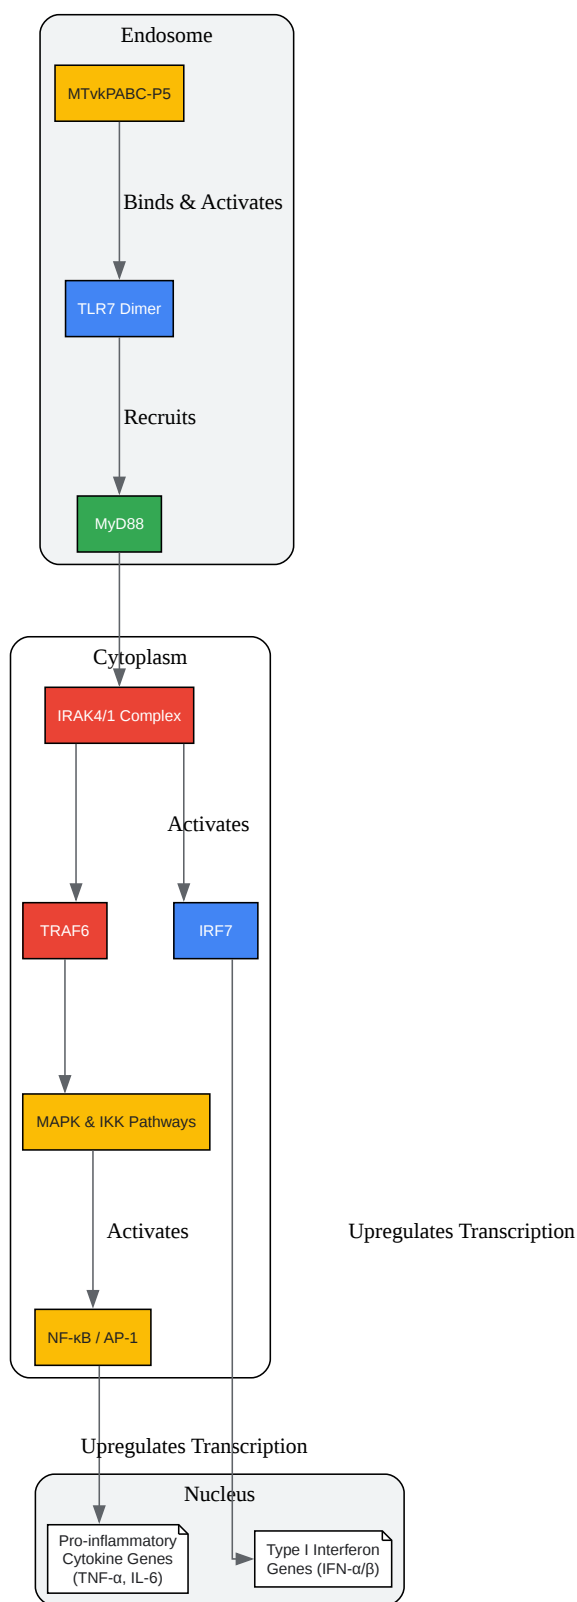 Endosome
MTvkPABC-P5
Binds & Activates
TLR7 Dimer
Recruits
MyD88
Cytoplasm
IRAK4/1 Complex
Activates
TRAF6
IRF7
MAPK & IKK Pathways
Activates
Upregulates Transcription
NF-κB / AP-1
Upregulates Transcription
Nucleus
Pro-inflammatory
Cytokine Genes
(TNF-α, IL-6)
Type I Interferon
Genes (IFN-α/β)